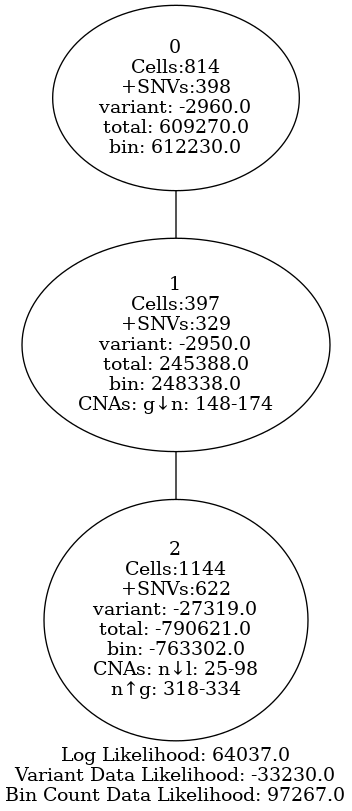 0
Cells:814
+SNVs:398
variant: -2960.0
total: 609270.0
bin: 612230.0
1
Cells:397
+SNVs:329
variant: -2950.0
total: 245388.0
bin: 248338.0
CNAs: g↓n: 148-174
2
Cells:1144
+SNVs:622
variant: -27319.0
total: -790621.0
bin: -763302.0
CNAs: n↓l: 25-98
n↑g: 318-334
Log Likelihood: 64037.0
Variant Data Likelihood: -33230.0
Bin Count Data Likelihood: 97267.0